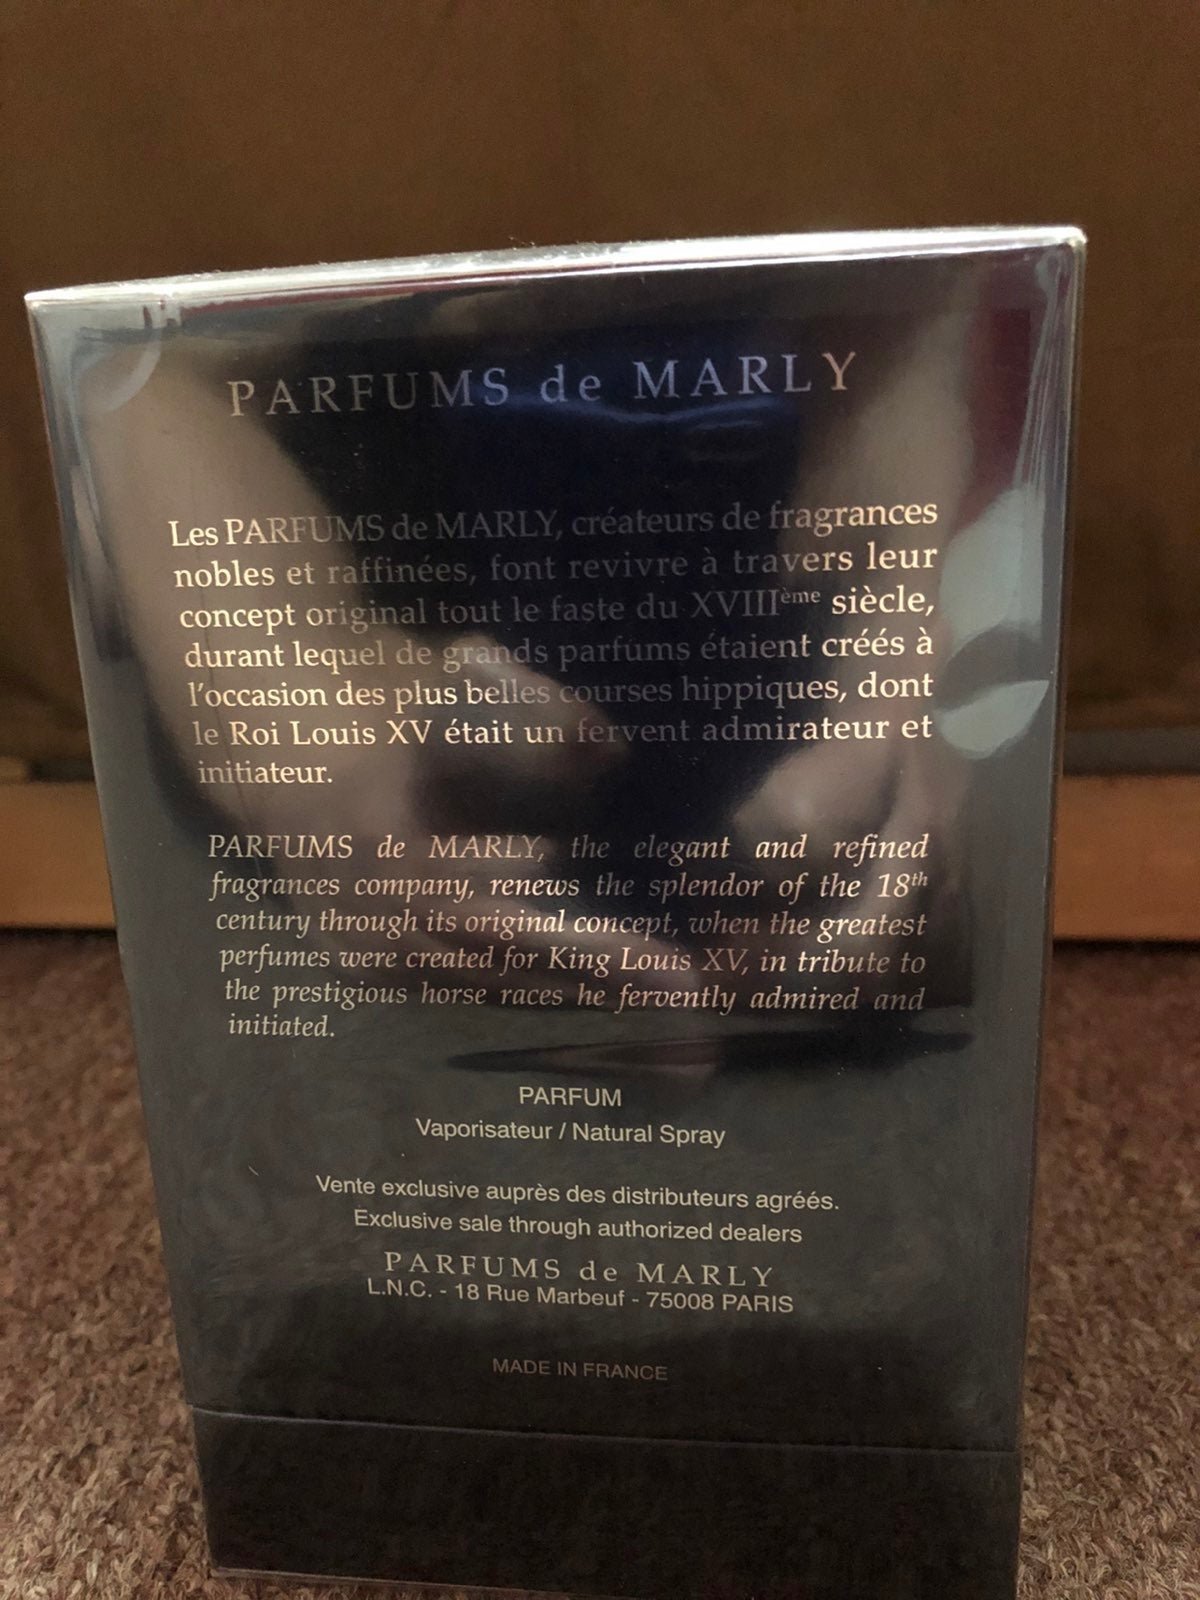 PARFUMS de MARLY
Les PARFUMS de MARLY, créateurs de fragrances
nobles et raffinées, font revivre à travers leur
concept original tout le faste du XVIIIème siècle,
durant lequel de grands parfums étaient créés à
l'occasion des plus belles courses hippiques, dont
le Roi Louis XV était un fervent admirateur et
initiateur.
PARFUMS de MARLY, the elegant and refined
fragrances company, renews the splendor of the 18th
century through its original concept, when the greatest
perfumes were created for King Louis XV, in tribute to
the prestigious horse races he fervently admired and
initiated.
PARFUM
Vaporisateur / Natural Spray
Vente exclusive auprès des distributeurs agréés.
Exclusive sale through authorized dealers
PARFUMS de MARLY
L.N.C. - 18 Rue Marbeuf - 75008 PARIS
MADE IN FRANCE